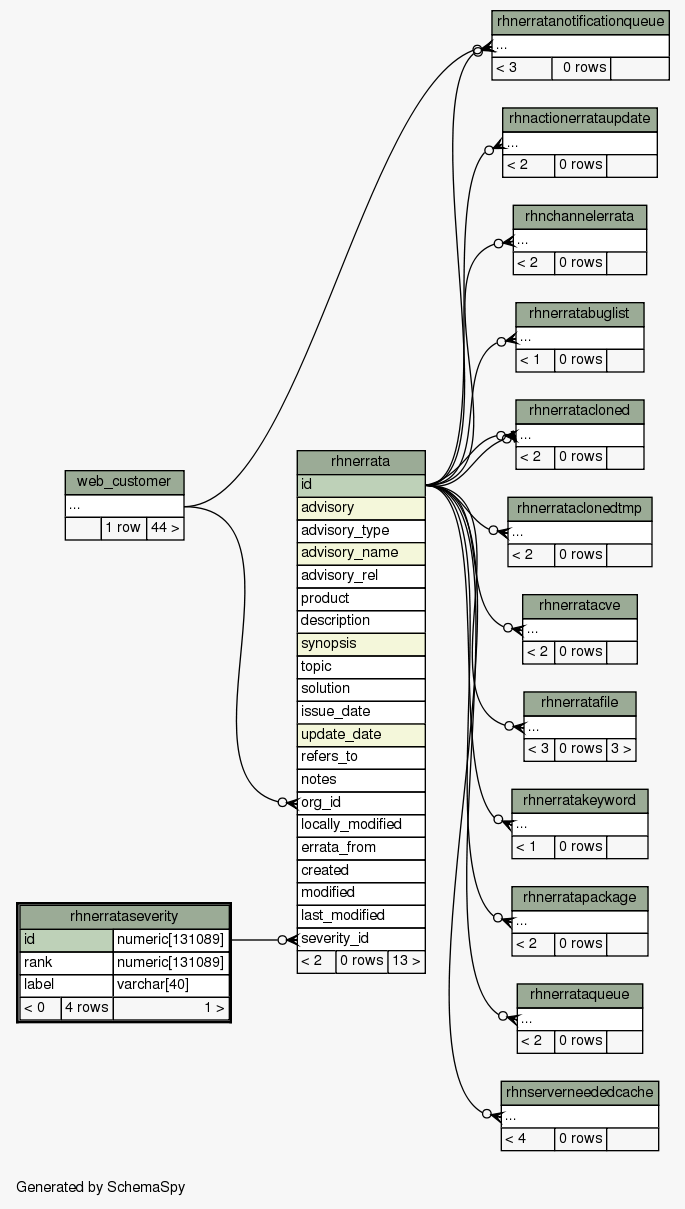 rhnerratanotificationqueue
...
< 3 0 rows
rhnactionerrataupdate
...
< 2 0 rows
rhnchannelerrata
...
< 2 0 rows
rhnerratabuglist
...
< 1 0 rows
rhnerratacloned
...
< 2 0 rows
web_customer
...
1 row 44 >
rhnerrata
id
advisory
advisory_type
advisory_name
advisory_rel
product
description
synopsis
topic
solution
issue_date
update_date
refers_to
notes
org_id
locally_modified
errata_from
created
modified
last_modified
severity_id
< 2 0 rows 13 >
rhnerrataclonedtmp
...
< 2 0 rows
rhnerratacve
...
< 2 0 rows
rhnerratafile
...
< 3 0 rows 3 >
rhnerratakeyword
...
< 1 0 rows
rhnerratapackage
...
< 2 0 rows
rhnerrataseverity
id numeric[131089]
rank numeric[131089]
label varchar[40]
< 0 4 rows 1 >
rhnerrataqueue
...
< 2 0 rows
rhnserverneededcache
...
< 4 0 rows
Generated by SchemaSpy